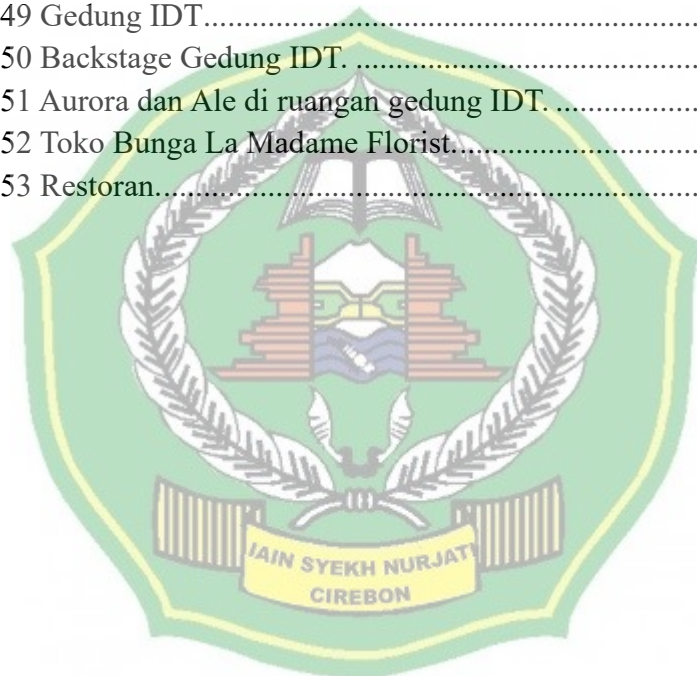 49 Gedung IDT..........................................................
50 Backstage Gedung IDT. ...........................................
51 Aurora dan Ale di ruangan gedung IDT. ..................
52 Toko Bunga La Madame Florist...............................
53 Restoran....................................................................
IAIN SYEKH NURJATI
CIREBON